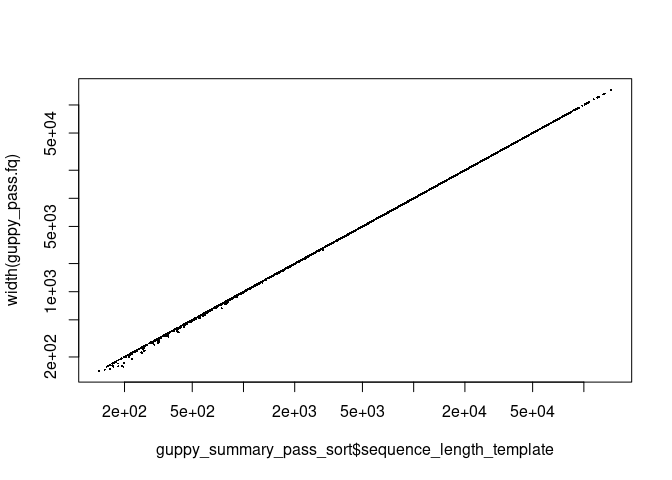 width(guppy_pass.fq)
5e+04
5e+03
1e+03
2e+02
2e+02 5e+02 2e+03 5e+03 2e+04 5e+04
guppy_summary_pass_sort$sequence_length_template